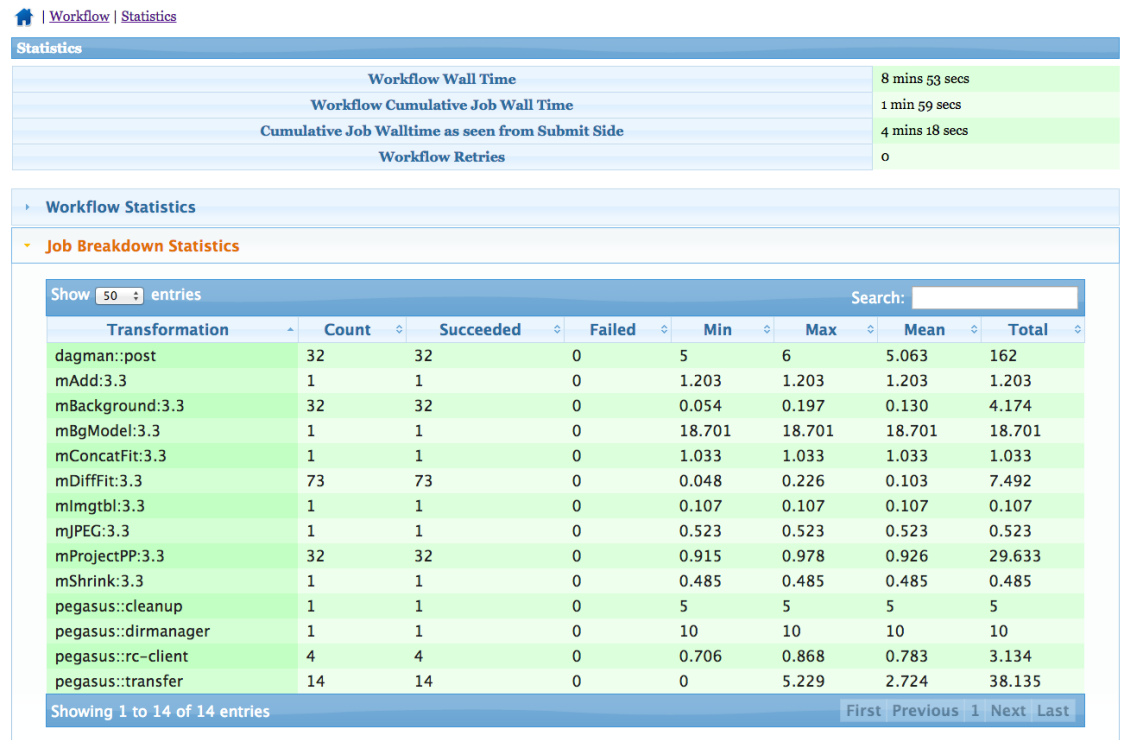 | Workflow | Statistics
Statistics
Workflow Wall Time 8 mins 53 secs
Workflow Cumulative Job Wall Time 1 min 59 secs
Cumulative Job Walltime as seen from Submit Side 4 mins 18 secs
Workflow Retries 0
Workflow Statistics
Job Breakdown Statistics
Show 50 entries Search:
Transformation Count Succeeded Failed Min Max Mean Total
dagman::post 32 32 0 5 6 5.063 162
mAdd:3.3 1 1 0 1.203 1.203 1.203 1.203
mBackground:3.3 32 32 0 0.054 0.197 0.130 4.174
mBgModel:3.3 1 1 0 18.701 18.701 18.701 18.701
mConcatFit:3.3 1 1 0 1.033 1.033 1.033 1.033
mDiffFit:3.3 73 73 0 0.048 0.226 0.103 7.492
mImgtbl:3.3 1 1 0 0.107 0.107 0.107 0.107
mJPEG:3.3 1 1 0 0.523 0.523 0.523 0.523
mProjectPP:3.3 32 32 0 0.915 0.978 0.926 29.633
mShrink:3.3 1 1 0 0.485 0.485 0.485 0.485
pegasus::cleanup 1 1 0 5 5 5 5
pegasus::dirmanager 1 1 0 10 10 10 10
pegasus::rc-client 4 4 0 0.706 0.868 0.783 3.134
pegasus::transfer 14 14 0 0 5.229 2.724 38.135
Showing 1 to 14 of 14 entries First Previous 1 Next Last